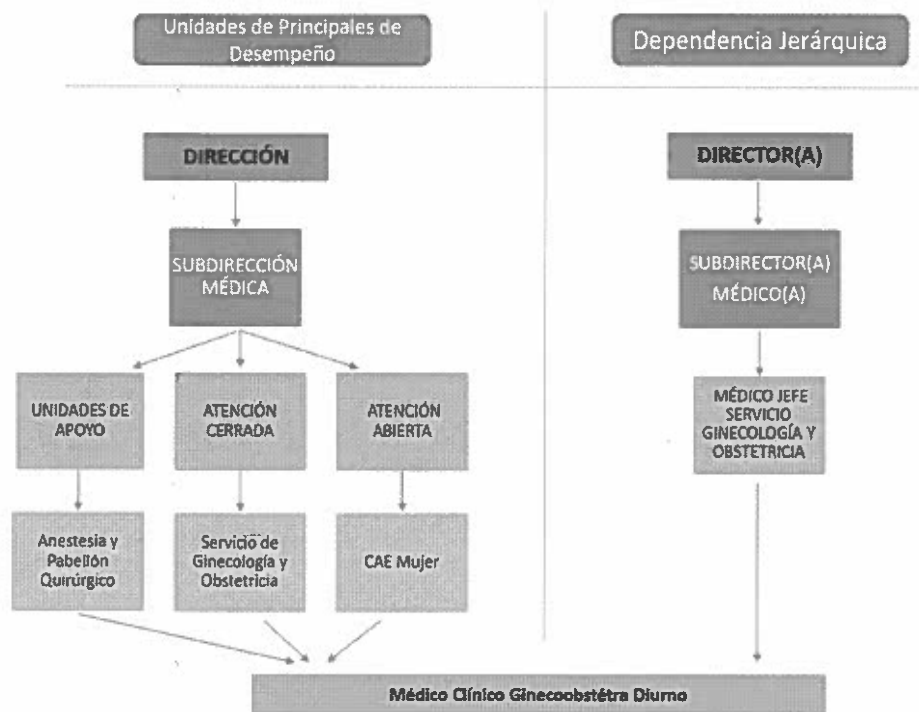 Unidades de Principales de
Desempeño
Dependencia Jerárquica
DIRECCIÓN
SUBDIRECCIÓN
MÉDICA
UNIDADES DE
APOYO
ATENCIÓN
CERRADA
ATENCIÓN
ABIERTA
Anestesia y
Pabellón
Quirúrgico
Servicio de
Ginecología y
Obstetricia
CAE Mujer
DIRECTOR(A)
SUBDIRECTOR(A)
MÉDICO(A)
MÉDICO JEFE
SERVICIO
GINECOLOGÍA Y
OBSTETRICIA
Médico Clínico Ginecoobstétra Diurno